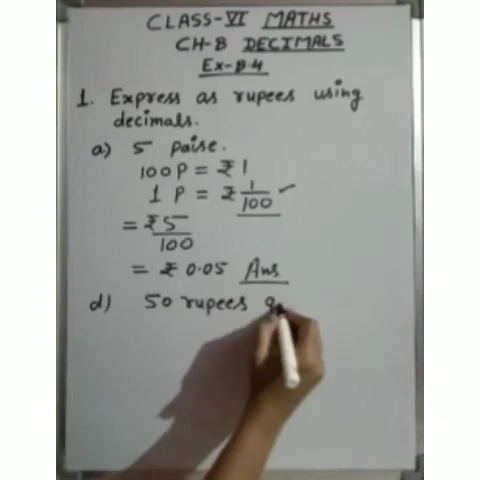 CLASS-VI MATHS
CH-8 DECIMALS
Ex-8.4
1. Express as rupees using
decimals.
a) 5 paise.
100 P = ₹ 1
1 P = ₹ 1/100 ✓
= ₹ 5/100
= ₹ 0.05 Ans
d) 50 rupees